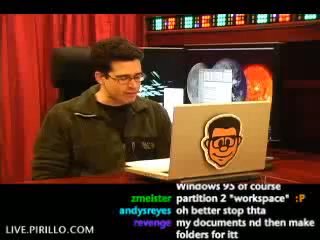 Windows 95 of course
zmeister partition 2 "workspace" :P
andysreyes oh better stop thta
revenge my documents nd then make
folders for itt
LIVE.PIRILLO.COM